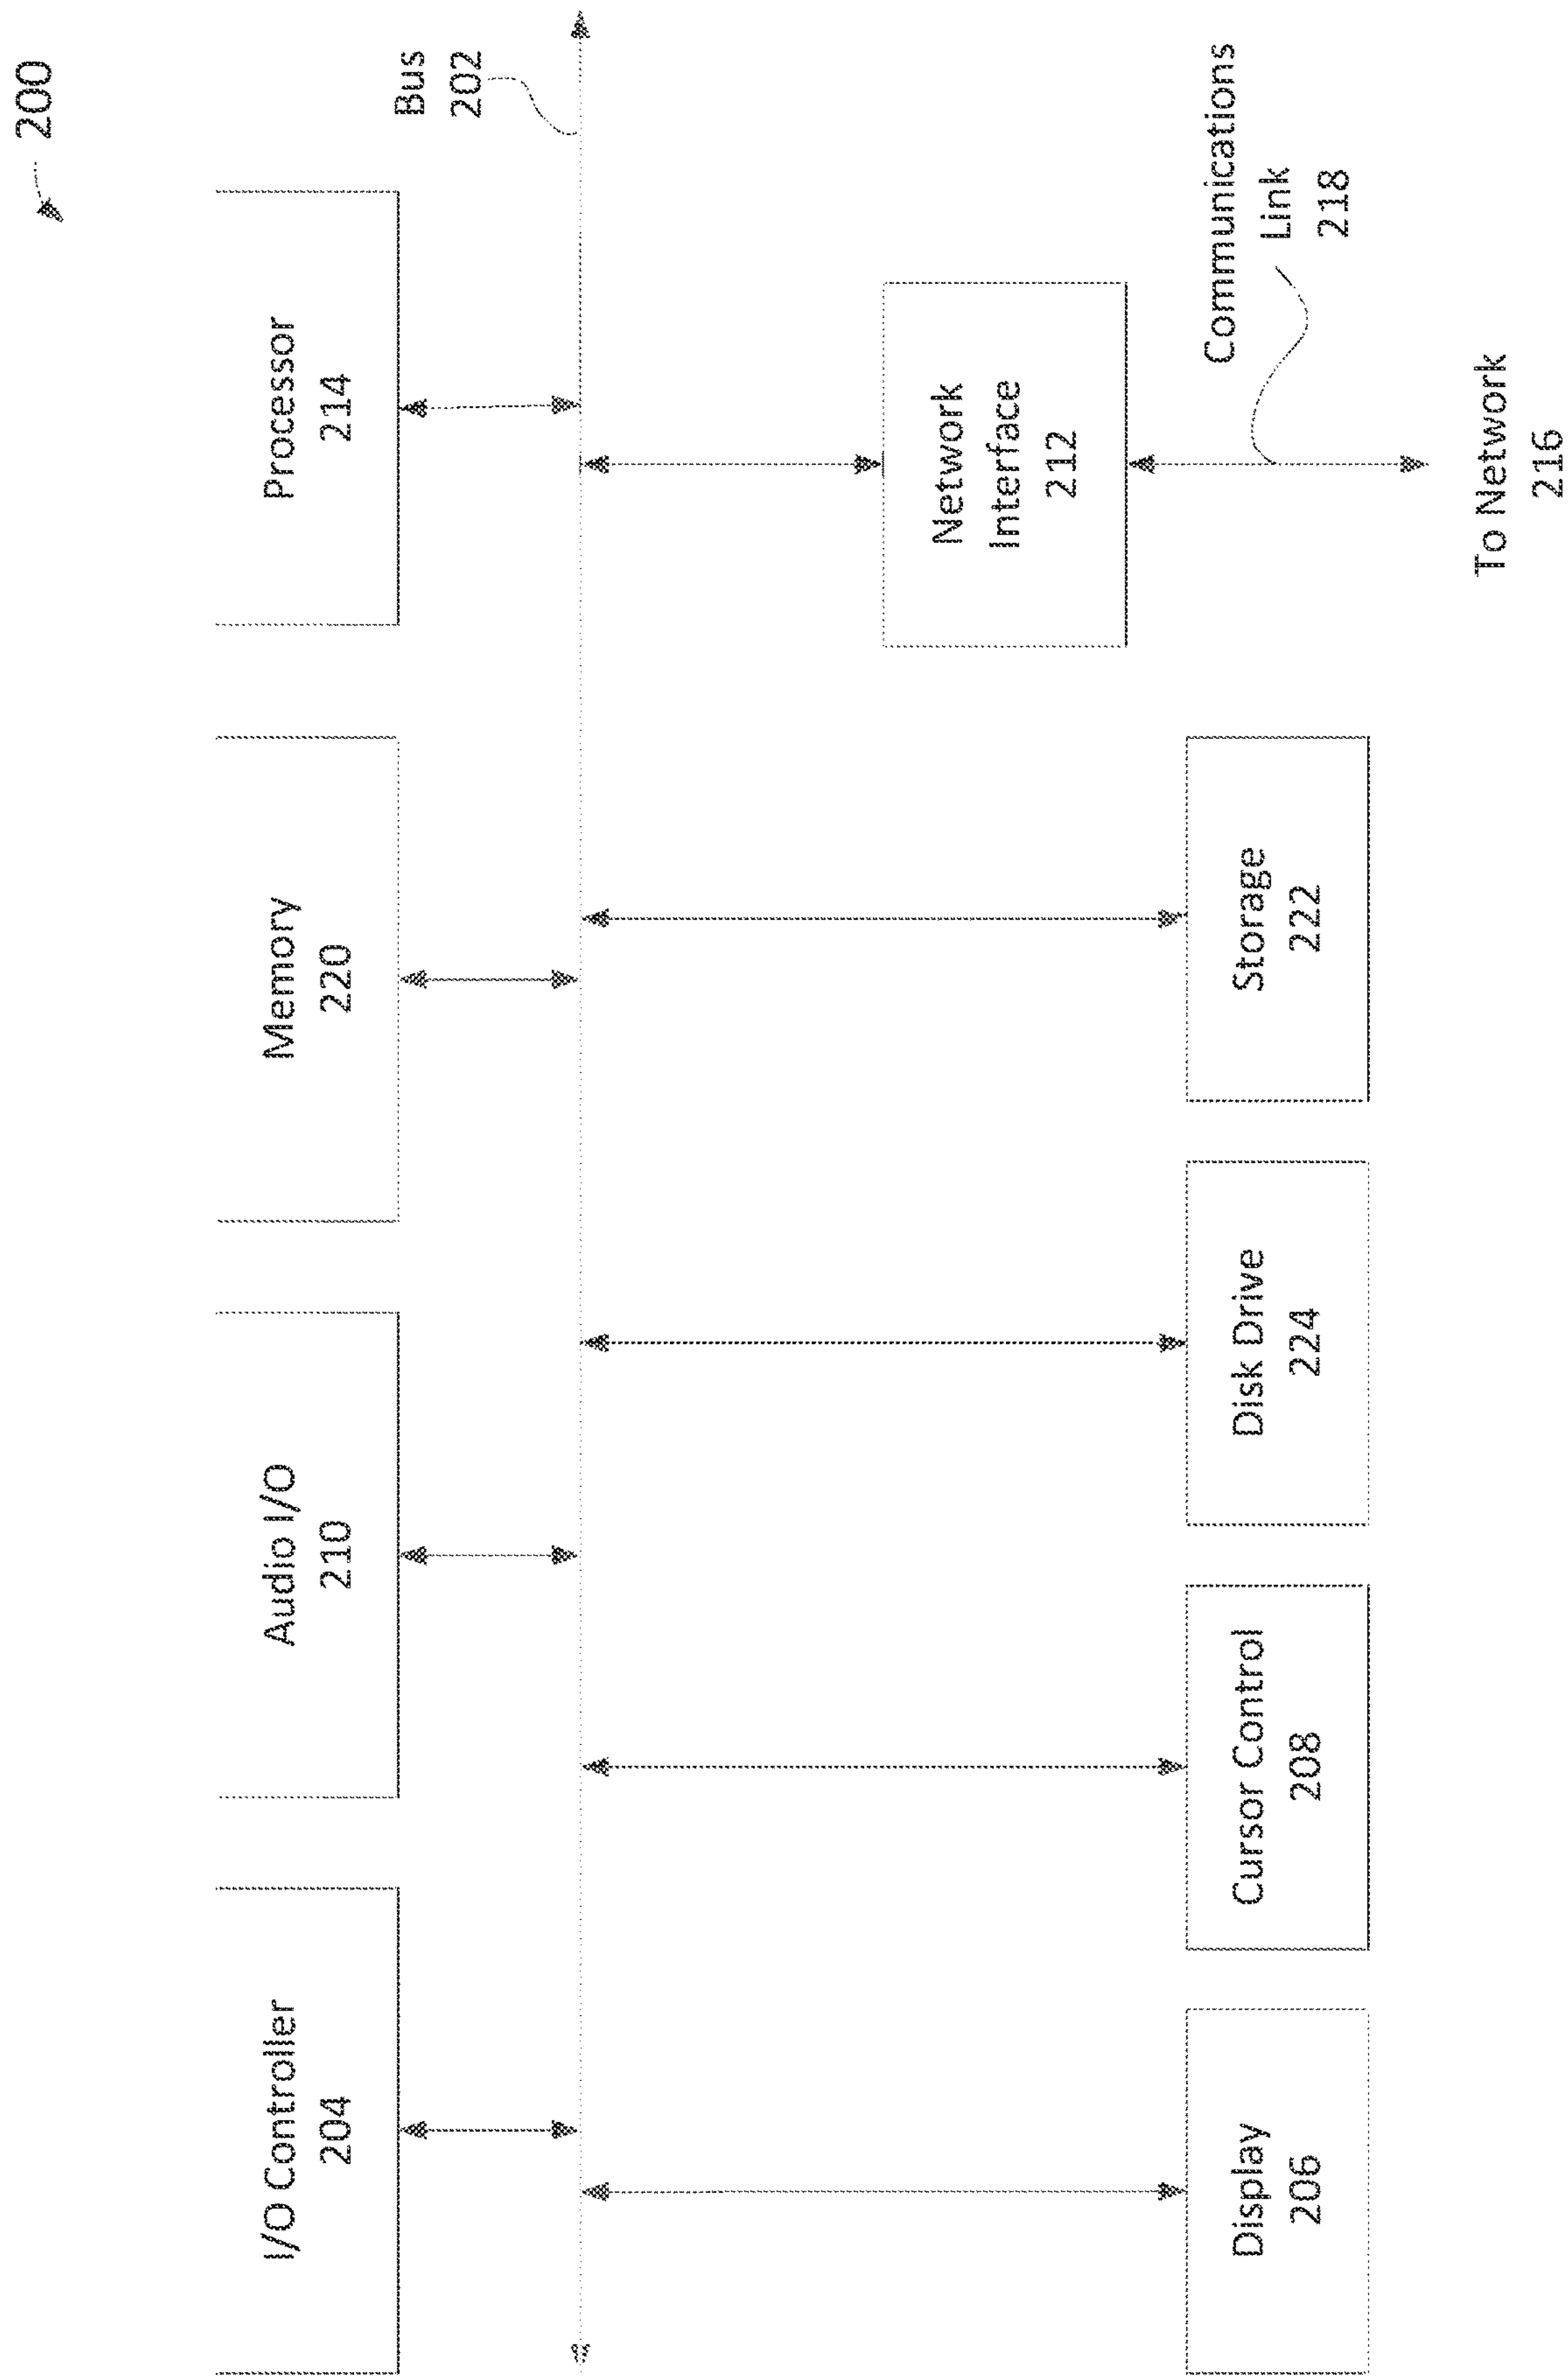 200
I/O Controller
204
Audio I/O
210
Memory
220
Processor
214
Bus
202
Network
Interface
212
Communications
Link
218
Display
206
Cursor Control
208
Disk Drive
224
Storage
222
To Network
216